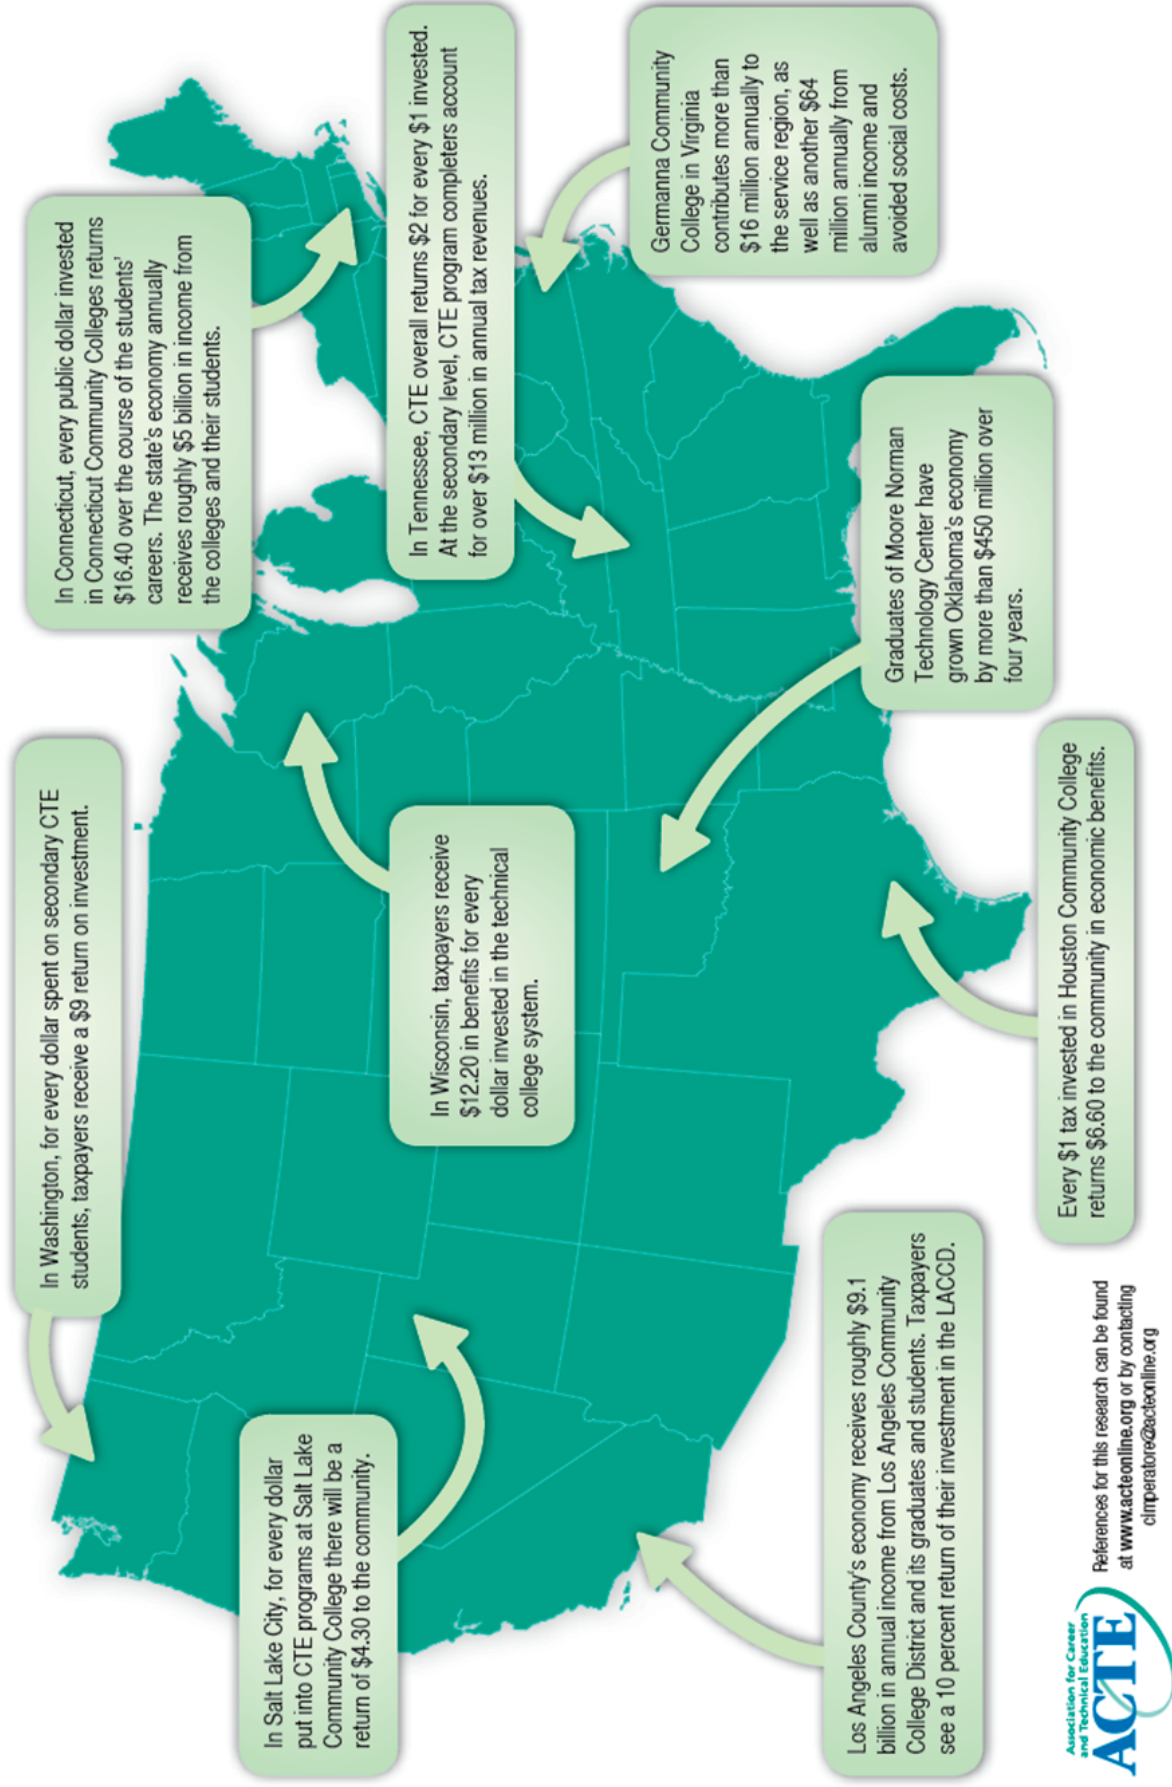 In Washington, for every dollar spent on secondary CTE
students, taxpayers receive a $9 return on investment.
In Connecticut, every public dollar invested
in Connecticut Community Colleges returns
$16.40 over the course of the students’
careers. The state’s economy annually
receives roughly $5 billion in income from
the colleges and their students.
In Salt Lake City, for every dollar
put into CTE programs at Salt Lake
Community College there will be a
return of $4.30 to the community.
In Wisconsin, taxpayers receive
$12.20 in benefits for every
dollar invested in the technical
college system.
In Tennessee, CTE overall returns $2 for every $1 invested.
At the secondary level, CTE program completers account
for over $13 million in annual tax revenues.
Germanna Community
College in Virginia
contributes more than
$16 million annually to
the service region, as
well as another $64
million annually from
alumni income and
avoided social costs.
Los Angeles County’s economy receives roughly $9.1
billion in annual income from Los Angeles Community
College District and its graduates and students. Taxpayers
see a 10 percent return of their investment in the LACCD.
Graduates of Moore Norman
Technology Center have
grown Oklahoma’s economy
by more than $450 million over
four years.
Every $1 tax invested in Houston Community College
returns $6.60 to the community in economic benefits.
Association for Career
and Technical Education
ACTE
References for this research can be found
at www.acteonline.org or by contacting
cimperatore@acteonline.org